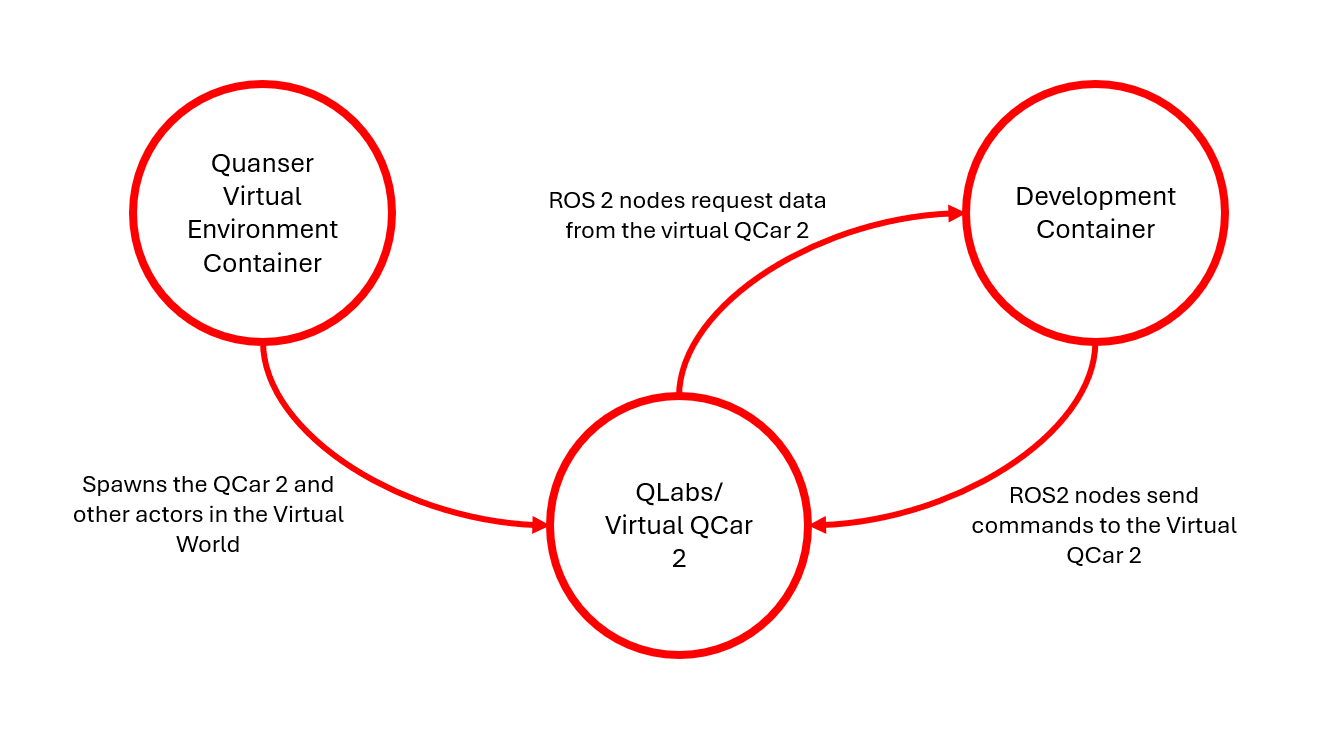 Quanser
Virtual
Environment
Container
ROS 2 nodes request data
from the virtual QCar 2
Development
Container
Spawns the QCar 2 and
other actors in the Virtual
World
QLabs/
Virtual QCar
2
ROS2 nodes send
commands to the Virtual
QCar 2